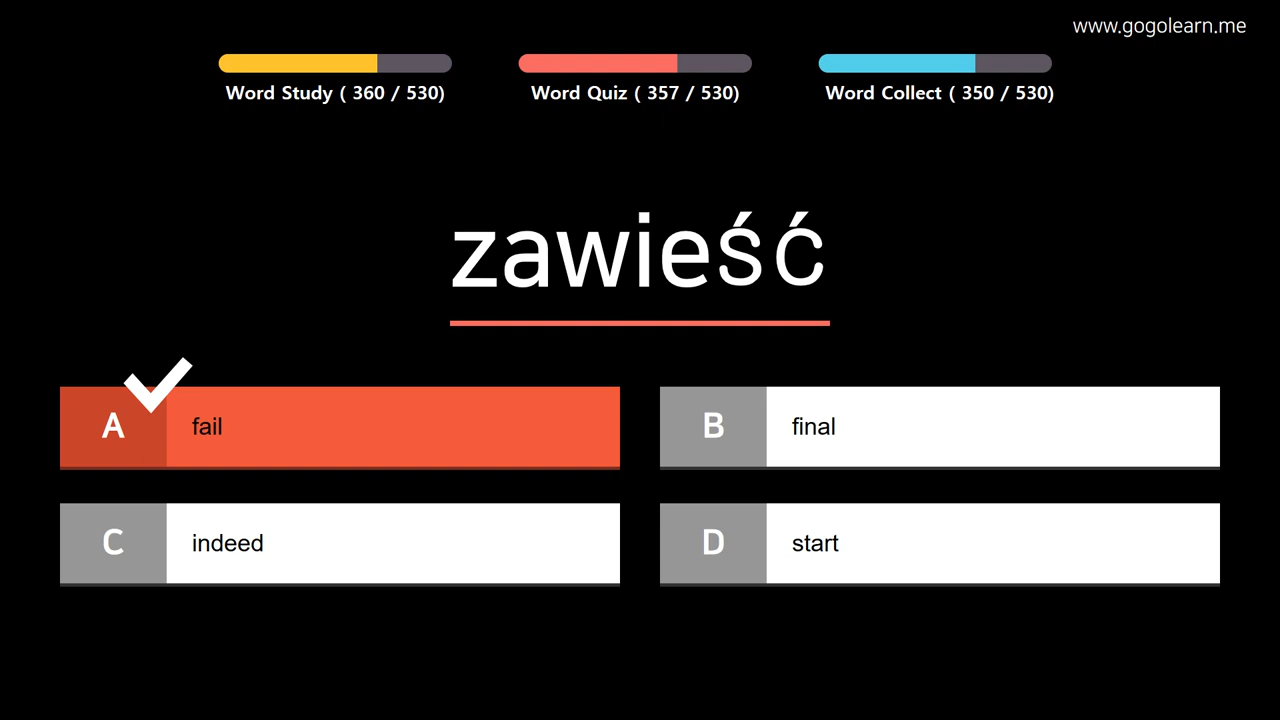 www.gogolearn.me
Word Study ( 360 / 530)
Word Quiz ( 357 / 530)
Word Collect ( 350 / 530)
zawieść
A fail
B final
C indeed
D start